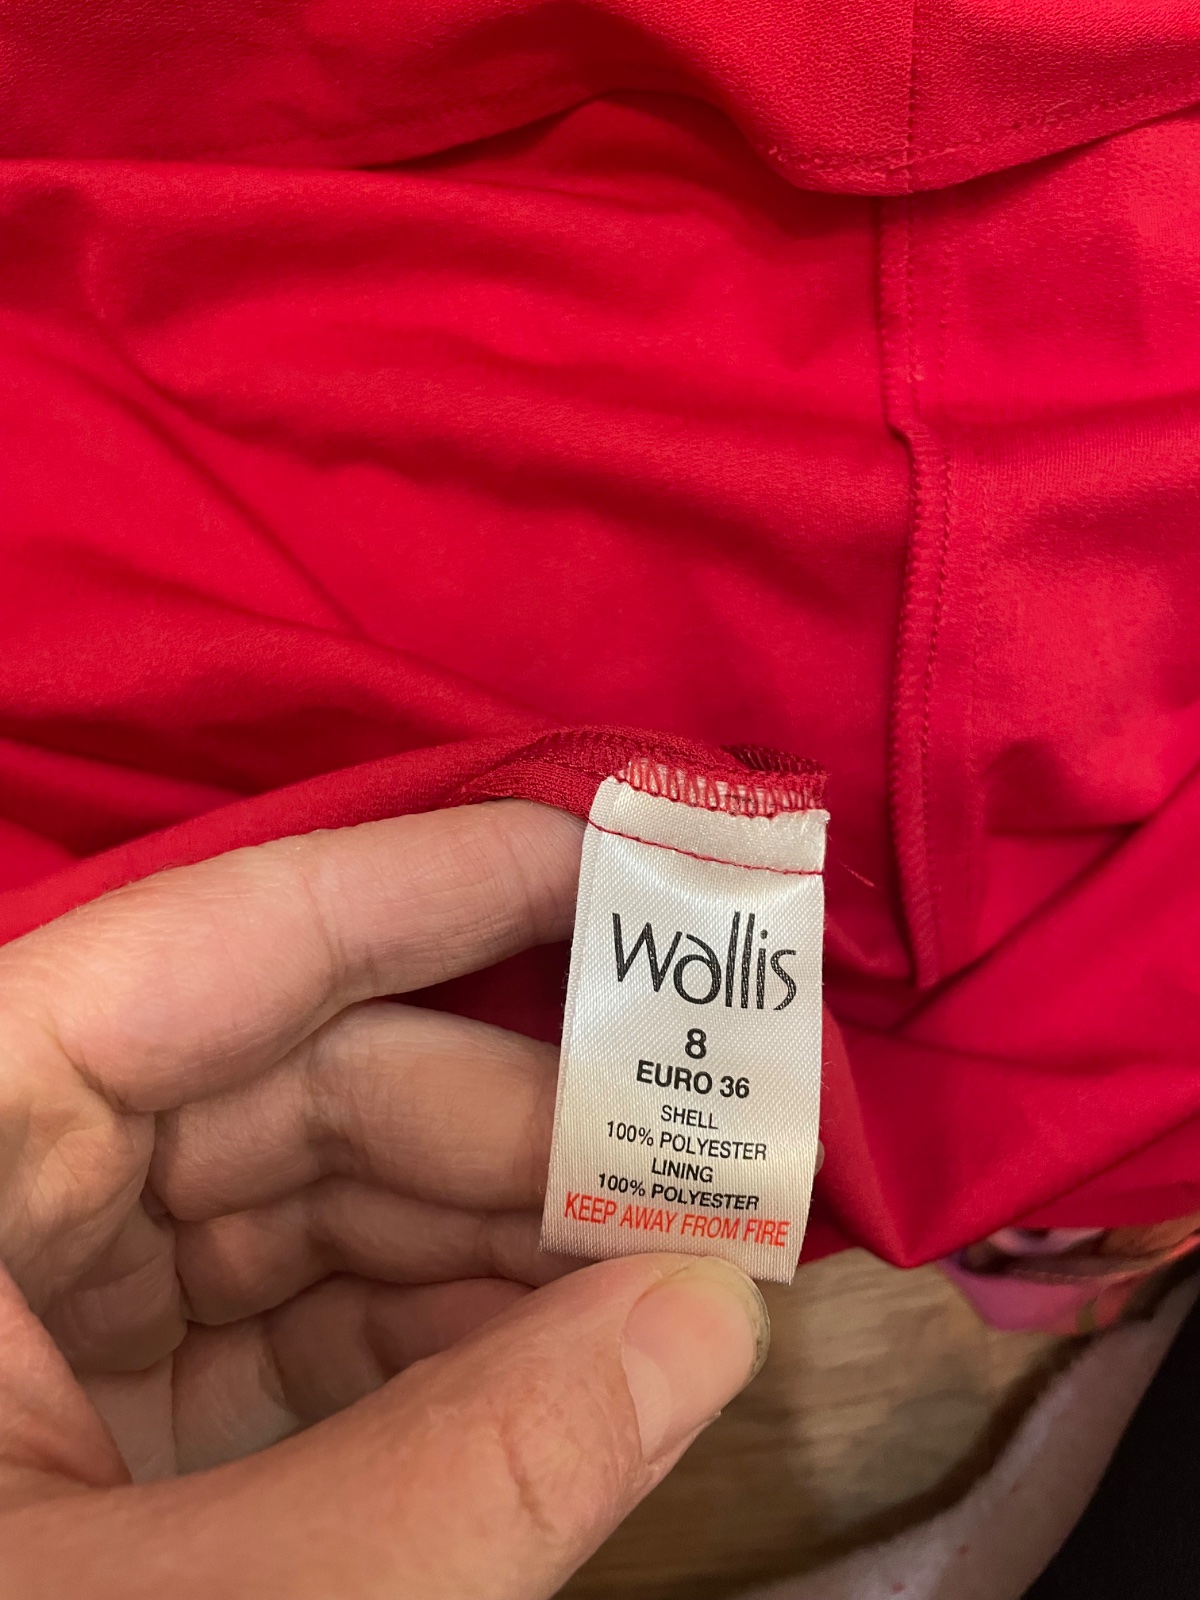 Wallis
8
EURO 36
SHELL
100% POLYESTER
LINING
100% POLYESTER
KEEP AWAY FROM FIRE